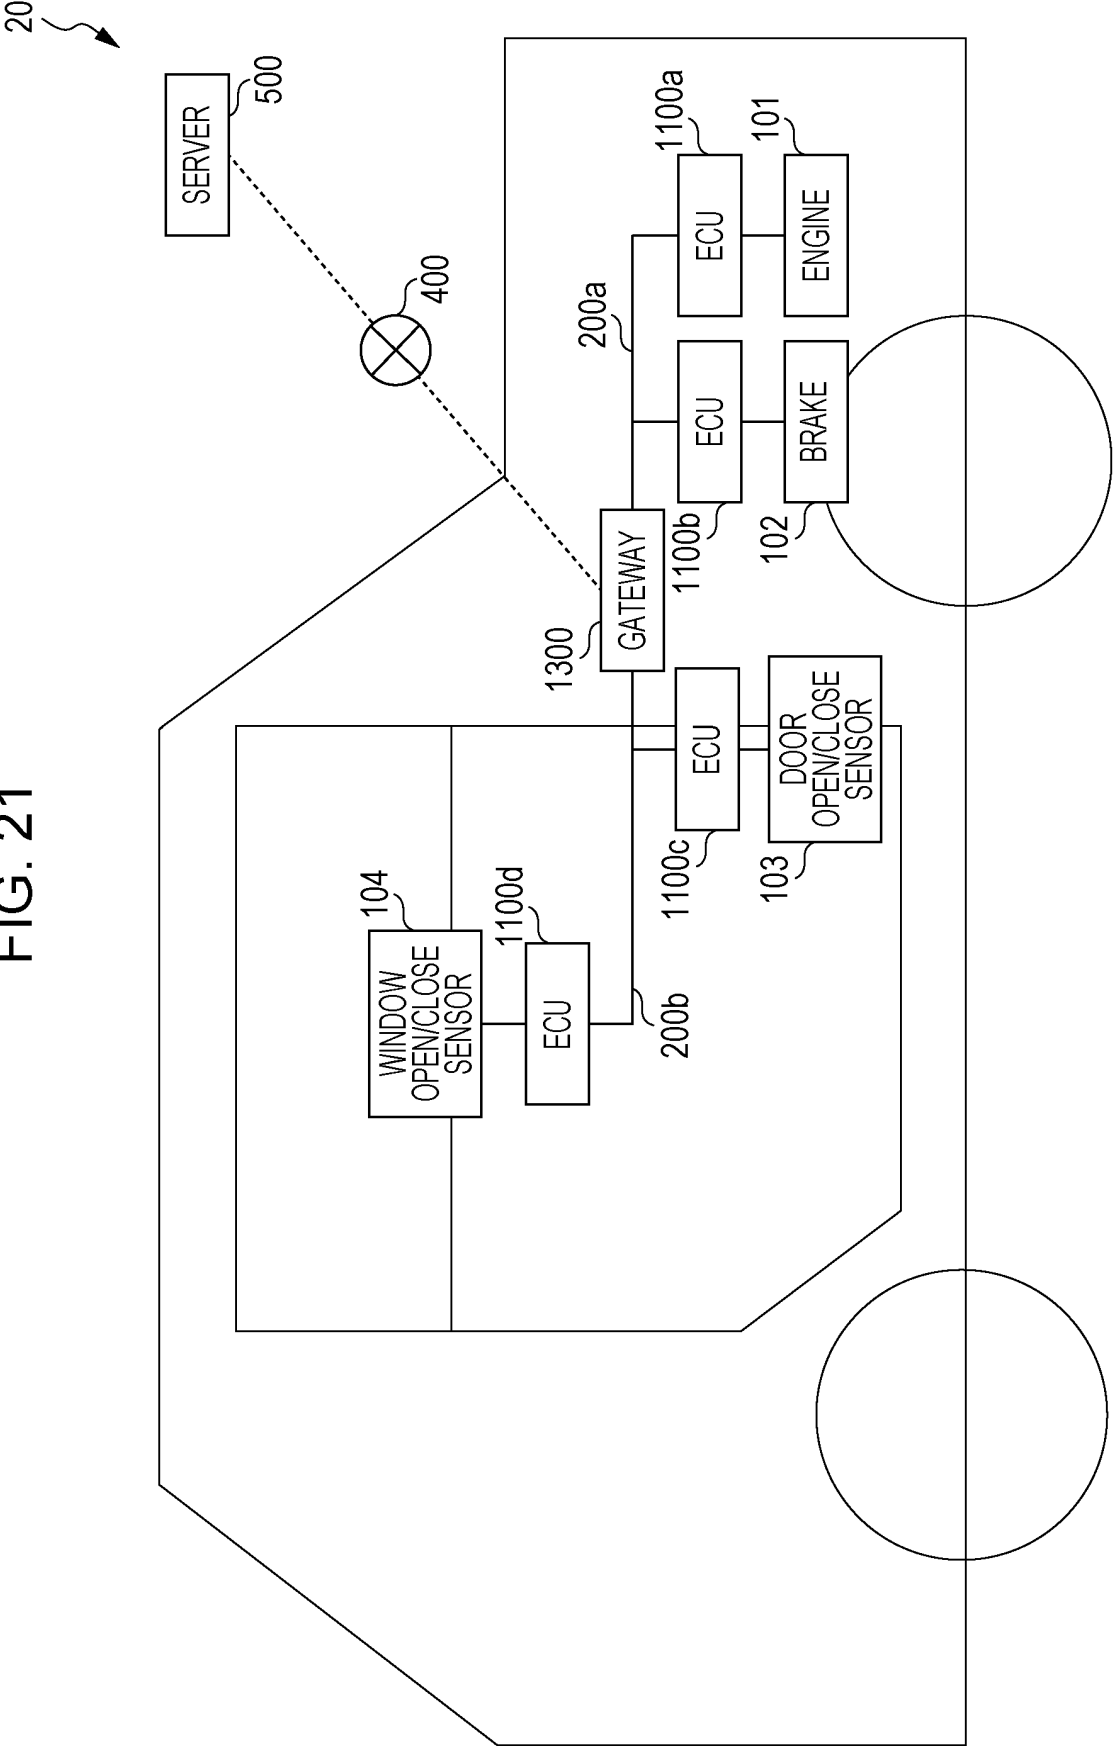 FIG. 21
20
SERVER
500
400
1300
GATEWAY
200a
ECU
1100a
ENGINE
101
ECU
1100b
BRAKE
102
ECU
1100c
DOOR
OPEN/CLOSE
SENSOR
103
WINDOW
OPEN/CLOSE
SENSOR
104
ECU
1100d
200b